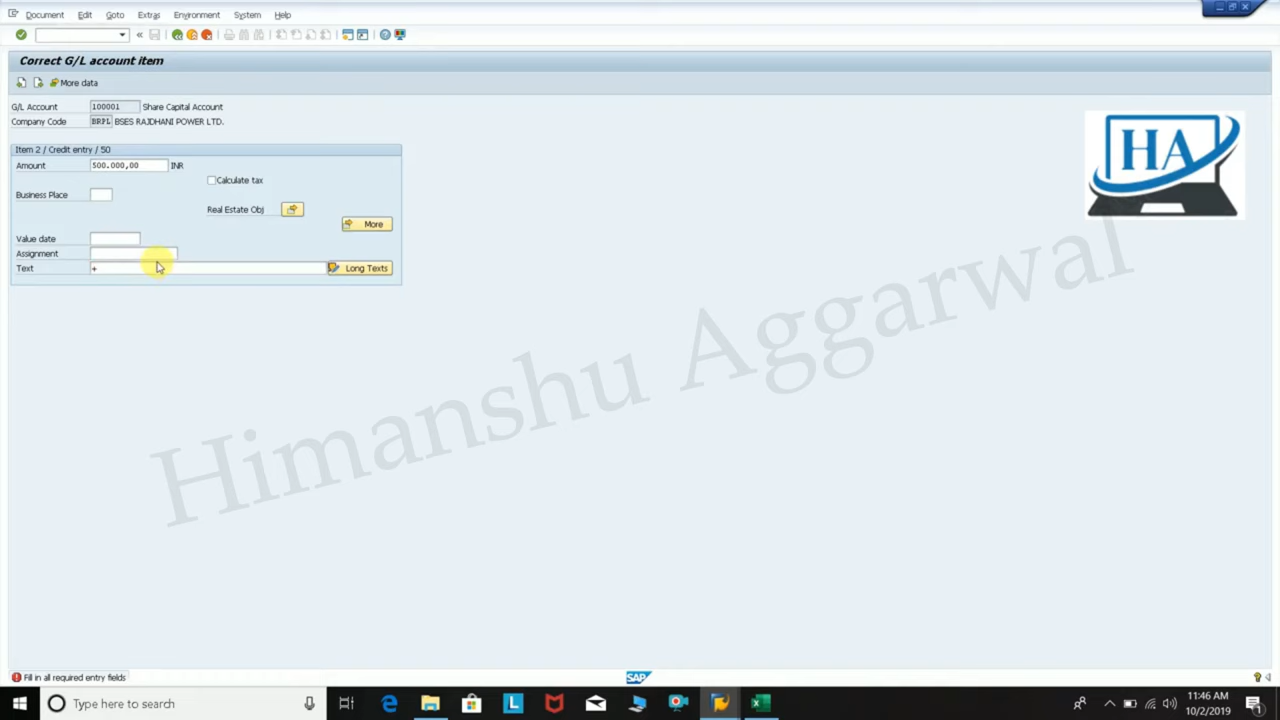 Document Edit Goto Extras Environment System Help
Correct G/L account item
More data
G/L Account 100001 Share Capital Account
Company Code BRPL BSES RAJDHANI POWER LTD.
Item 2 / Credit entry / 50
Amount 500.000,00 INR
Calculate tax
Business Place
Real Estate Obj
More
Value date
Assignment
Text + Long Texts
HA
Himanshu Aggarwal
Fill in all required entry fields
SAP
Type here to search
L
11:46 AM
10/2/2019
1